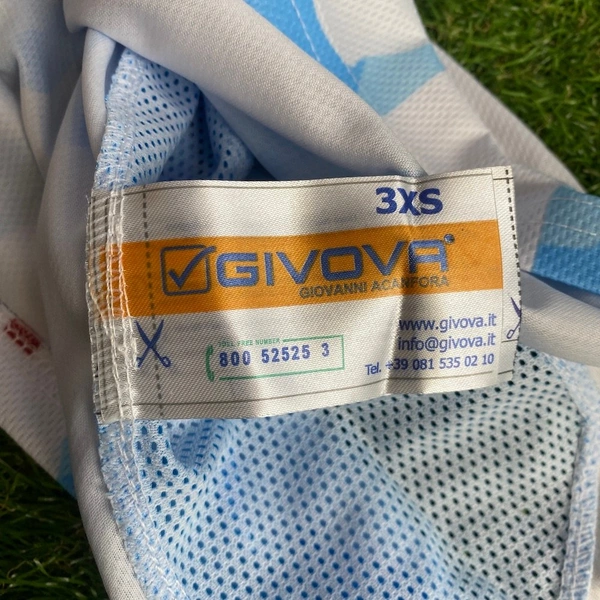 3XS
GIVOVA
GIOVANNI ACANFORA
TOLL FREE NUMBER
800 52525 3
www.givova.it
info@givova.it
Tel. +39 081 535 02 10